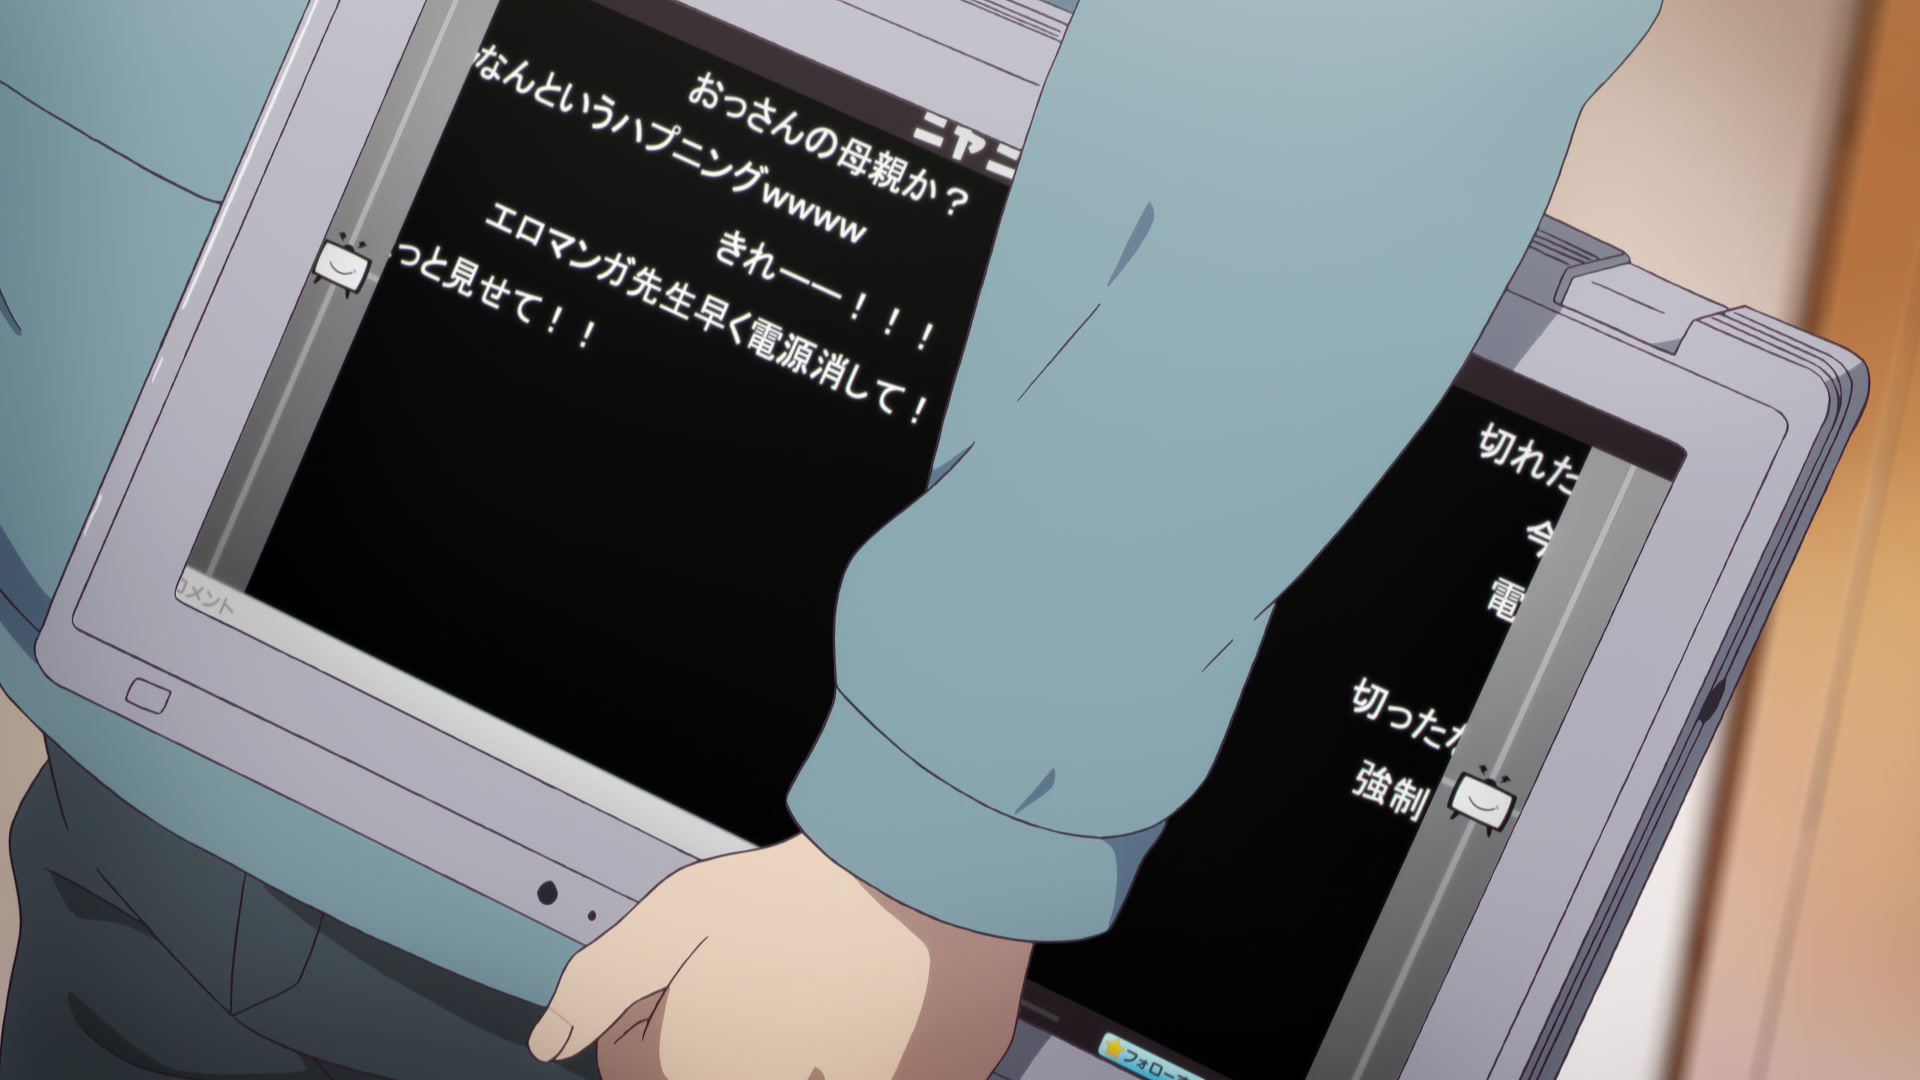 ニヤニ
おっさんの母親か？
なんというハプニングwwww
きれーー！！！
エロマンガ先生早く電源消して！
っと見せて！！
切れた
今
電
切ったか
強制
コメント
フォロー